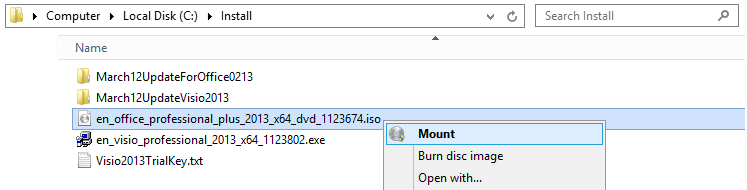 Computer Local Disk (C:) Install Search Install
Name
March12UpdateForOffice0213
March12UpdateVisio2013
en_office_professional_plus_2013_x64_dvd_1123674.iso
Mount
en_visio_professional_2013_x64_1123802.exe
Burn disc image
Visio2013TrialKey.txt
Open with...